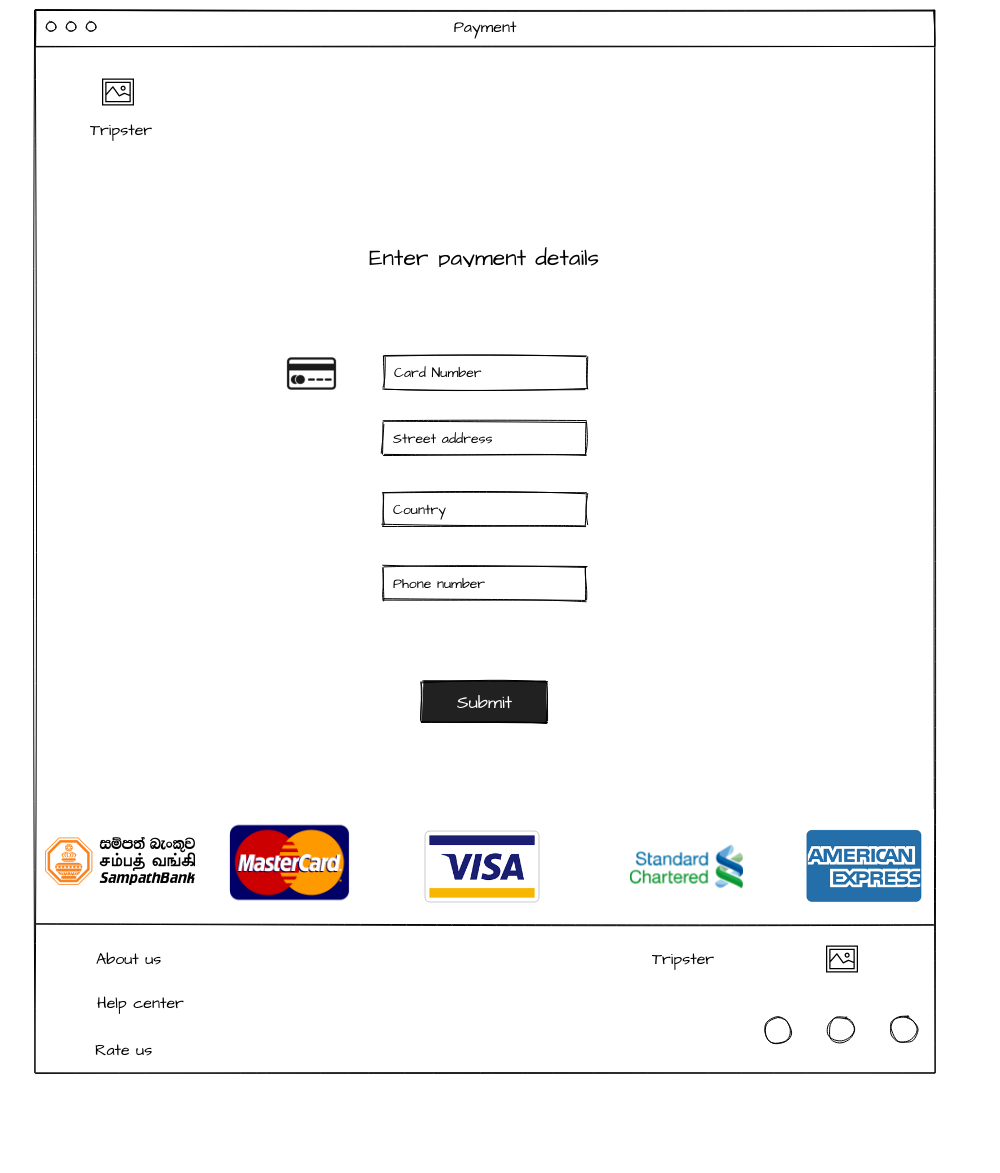 Payment
Tripster
Enter payment details
Card Number
Street address
Country
Phone number
Submit
සම්පත් බැංකුව
சம்பத் வங்கி
SampathBank
MasterCard
VISA
Standard
Chartered
AMERICAN
EXPRESS
About us
Tripster
Help center
Rate us